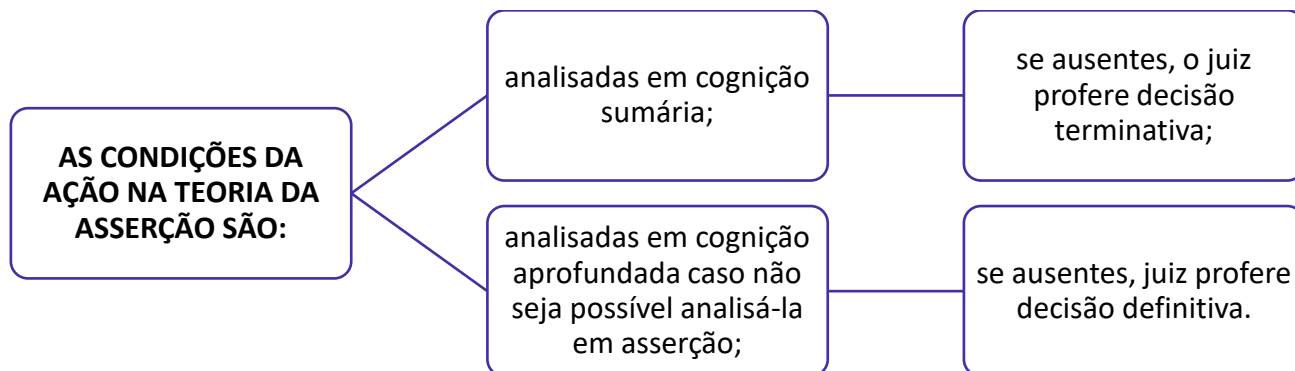 AS CONDIÇÕES DA
AÇÃO NA TEORIA DA
ASSERÇÃO SÃO:
analisadas em cognição
sumária;
se ausentes, o juiz
profere decisão
terminativa;
analisadas em cognição
aprofundada caso não
seja possível analisá-la
em asserção;
se ausentes, juiz profere
decisão definitiva.